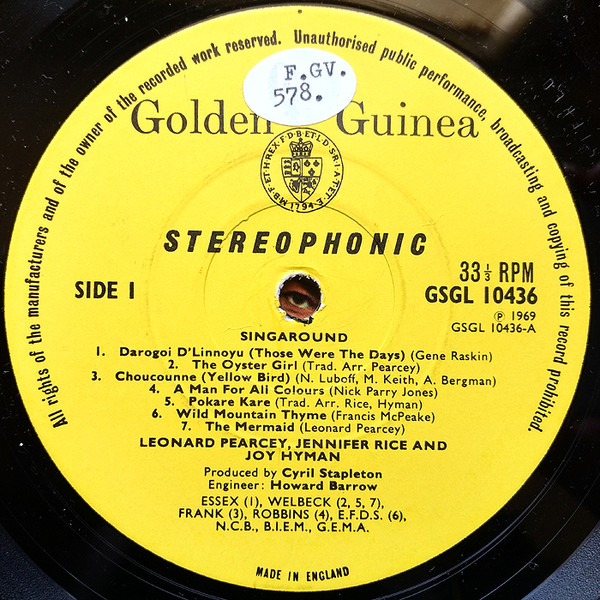 All rights of the manufacturers and of the owner of the recorded work reserved. Unauthorised public performance, broadcasting and copying of this record prohibited.
F.GV.
578.
Golden Guinea
1794
STEREOPHONIC
SIDE 1
33⅓ RPM
GSGL 10436
℗ 1969
GSGL 10436-A
SINGAROUND
1. Darogoi D'Linnoyu (Those Were The Days) (Gene Raskin)
2. The Oyster Girl (Trad. Arr. Pearcey)
3. Choucounne (Yellow Bird) (N. Luboff, M. Keith, A. Bergman)
4. A Man For All Colours (Nick Parry Jones)
5. Pokare Kare (Trad. Arr. Rice, Hyman)
6. Wild Mountain Thyme (Francis McPeake)
7. The Mermaid (Leonard Pearcey)
LEONARD PEARCEY, JENNIFER RICE AND
JOY HYMAN
Produced by Cyril Stapleton
Engineer: Howard Barrow
ESSEX (1), WELBECK (2, 5, 7),
FRANK (3), ROBBINS (4), E.F.D.S. (6),
N.C.B., B.I.E.M., G.E.M.A.
MADE IN ENGLAND